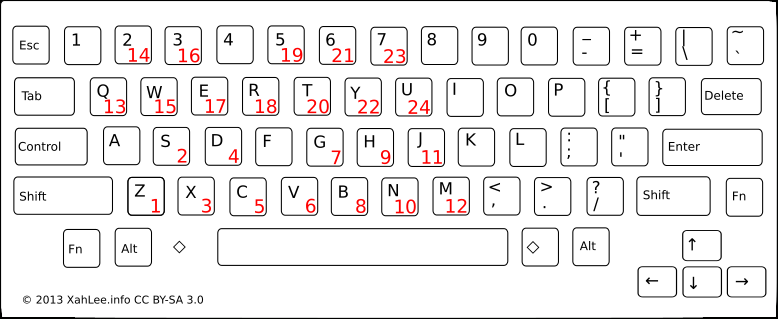 Esc 1 2 14 3 16 4 5 19 6 21 7 23 8 9 0 _ - + = | \ ~ `
Tab Q 13 W 15 E 17 R 18 T 20 Y 22 U 24 I O P { [ } ] Delete
Control A S 2 D 4 F G 7 H 9 J 11 K L : ; " ' Enter
Shift Z 1 X 3 C 5 V 6 B 8 N 10 M 12 < , > . ? / Shift Fn
Fn Alt ◇ ◇ Alt ↑
← ↓ →
© 2013 XahLee.info CC BY-SA 3.0